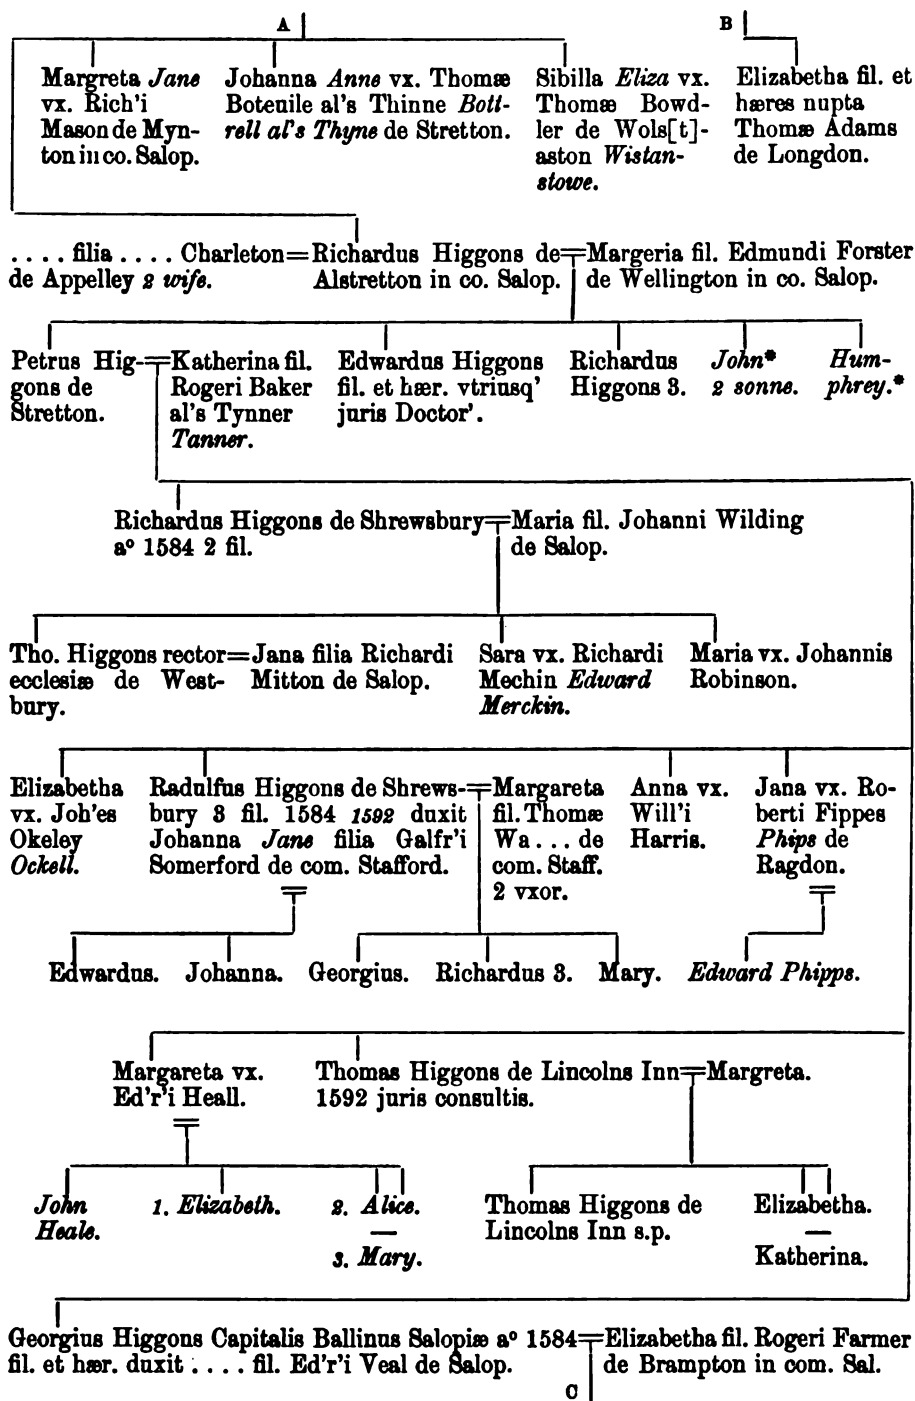 A
B
Margreta Jane
vx. Rich'i
Mason de Myn-
ton in co. Salop.
Johanna Anne vx. Thomæ
Botenile al's Thinne Bott-
rell al's Thyne de Stretton.
Sibilla Eliza vx.
Thomæ Bowd-
ler de Wols[t]-
aston Wistan-
stowe.
Elizabetha fil. et
hæres nupta
Thomæ Adams
de Longdon.
. . . . filia . . . . Charleton=Richardus Higgons de=Margeria fil. Edmundi Forster
de Appelley 2 wife.
Alstretton in co. Salop.
de Wellington in co. Salop.
Petrus Hig-
gons de
Stretton.
=Katherina fil.
Rogeri Baker
al's Tynner
Tanner.
Edwardus Higgons
fil. et hær. vtriusq'
juris Doctor'.
Richardus
Higgons 3.
John*
2 sonne.
Hum-
phrey.*
Richardus Higgons de Shrewsbury=Maria fil. Johanni Wilding
aº 1584 2 fil.
de Salop.
Tho. Higgons rector=Jana filia Richardi
ecclesiæ de West-
bury.
Mitton de Salop.
Sara vx. Richardi
Mechin Edward
Merckin.
Maria vx. Johannis
Robinson.
Elizabetha
vx. Joh'es
Okeley
Ockell.
Radulfus Higgons de Shrews-
bury 3 fil. 1584 1592 duxit
Johanna Jane filia Galfr'i
Somerford de com. Stafford.
=Margareta
fil. Thomæ
Wa . . . de
com. Staff.
2 vxor.
Anna vx.
Will'i
Harris.
Jana vx. Ro-
berti Fippes
Phips de
Ragdon.
Edwardus. Johanna. Georgius. Richardus 3. Mary. Edward Phipps.
Margareta vx.
Ed'r'i Heall.
Thomas Higgons de Lincolns Inn=Margreta.
1592 juris consultis.
John
Heale.
1. Elizabeth.
2. Alice.
—
3. Mary.
Thomas Higgons de
Lincolns Inn s.p.
Elizabetha.
—
Katherina.
Georgius Higgons Capitalis Ballinus Salopiæ aº 1584=Elizabetha fil. Rogeri Farmer
fil. et hær. duxit . . . . fil. Ed'r'i Veal de Salop.
de Brampton in com. Sal.
C